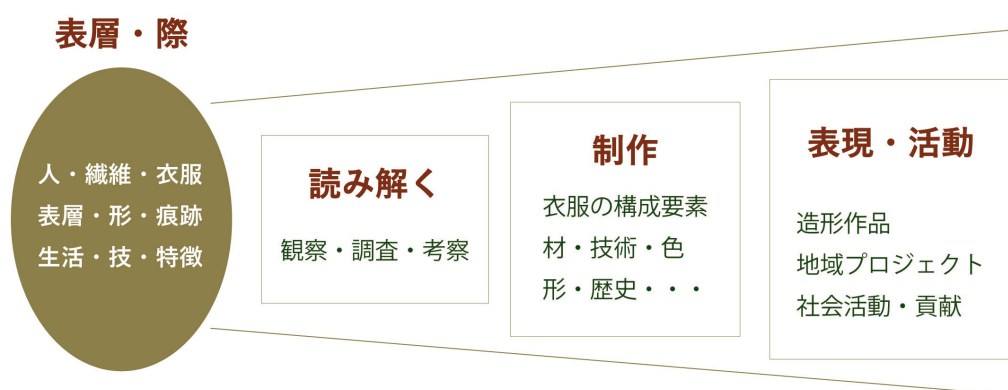 表層・際
人・繊維・衣服
表層・形・痕跡
生活・技・特徴
読み解く
観察・調査・考察
制作
衣服の構成要素
材・技術・色
形・歴史・・・
表現・活動
造形作品
地域プロジェクト
社会活動・貢献